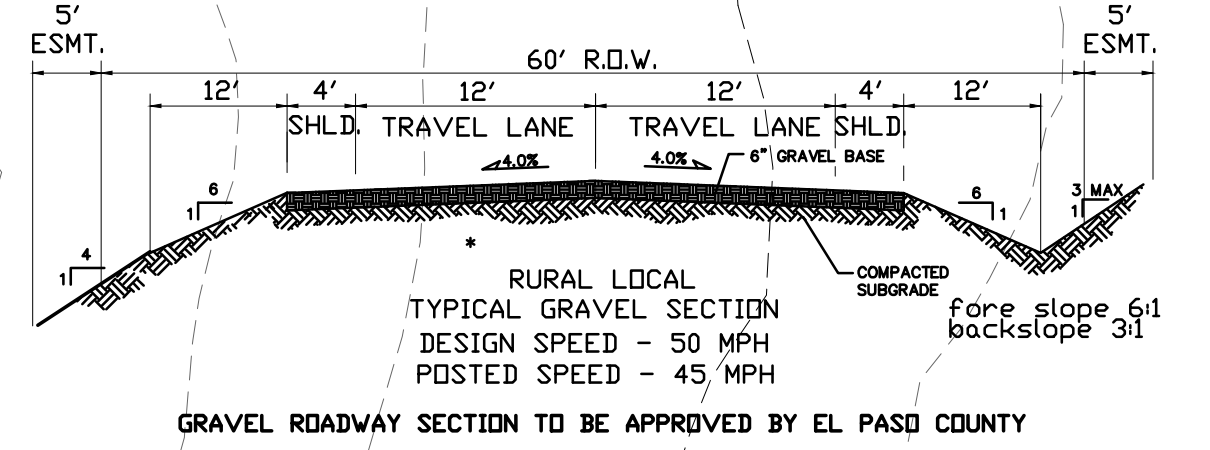 5'
ESMT.
5'
ESMT.
60' R.O.W.
12'
4'
12'
12'
4'
12'
SHLD.
TRAVEL LANE
TRAVEL LANE
SHLD.
4.0%
4.0%
6" GRAVEL BASE
6
1
6
1
3 MAX
1
4
1
*
COMPACTED
SUBGRADE
RURAL LOCAL
TYPICAL GRAVEL SECTION
DESIGN SPEED - 50 MPH
POSTED SPEED - 45 MPH
fore slope 6:1
backslope 3:1
GRAVEL ROADWAY SECTION TO BE APPROVED BY EL PASO COUNTY